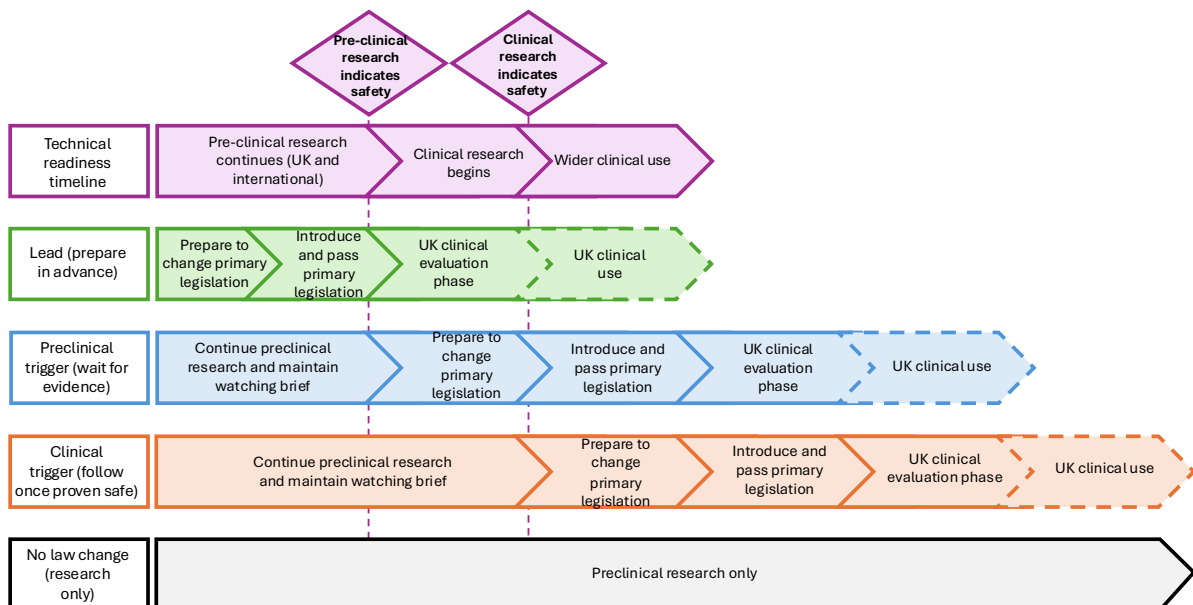 Pre-clinical
research
indicates
safety
Clinical
research
indicates
safety
Technical
readiness
timeline
Pre-clinical research
continues (UK and
international)
Clinical research
begins
Wider clinical use
Lead (prepare
in advance)
Prepare to
change primary
legislation
Introduce
and pass
primary
legislation
UK clinical
evaluation
phase
UK clinical
use
Preclinical
trigger (wait for
evidence)
Continue preclinical
research and maintain
watching brief
Prepare to
change
primary
legislation
Introduce and
pass primary
legislation
UK clinical
evaluation
phase
UK clinical use
Clinical
trigger (follow
once proven safe)
Continue preclinical research
and maintain watching brief
Prepare to
change
primary
legislation
Introduce and
pass primary
legislation
UK clinical
evaluation phase
UK clinical use
No law change
(research
only)
Preclinical research only